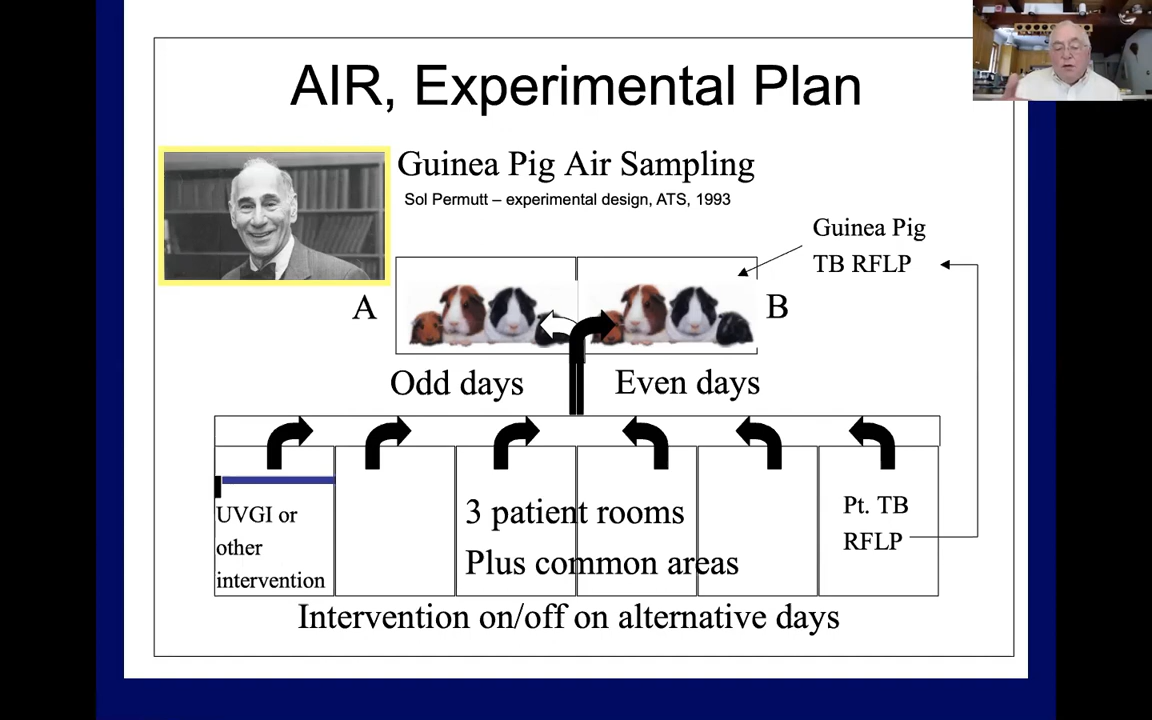 AIR, Experimental Plan
Guinea Pig Air Sampling
Sol Permutt – experimental design, ATS, 1993
Guinea Pig
TB RFLP
A
B
Odd days
Even days
UVGI or
other
intervention
3 patient rooms
Plus common areas
Pt. TB
RFLP
Intervention on/off on alternative days